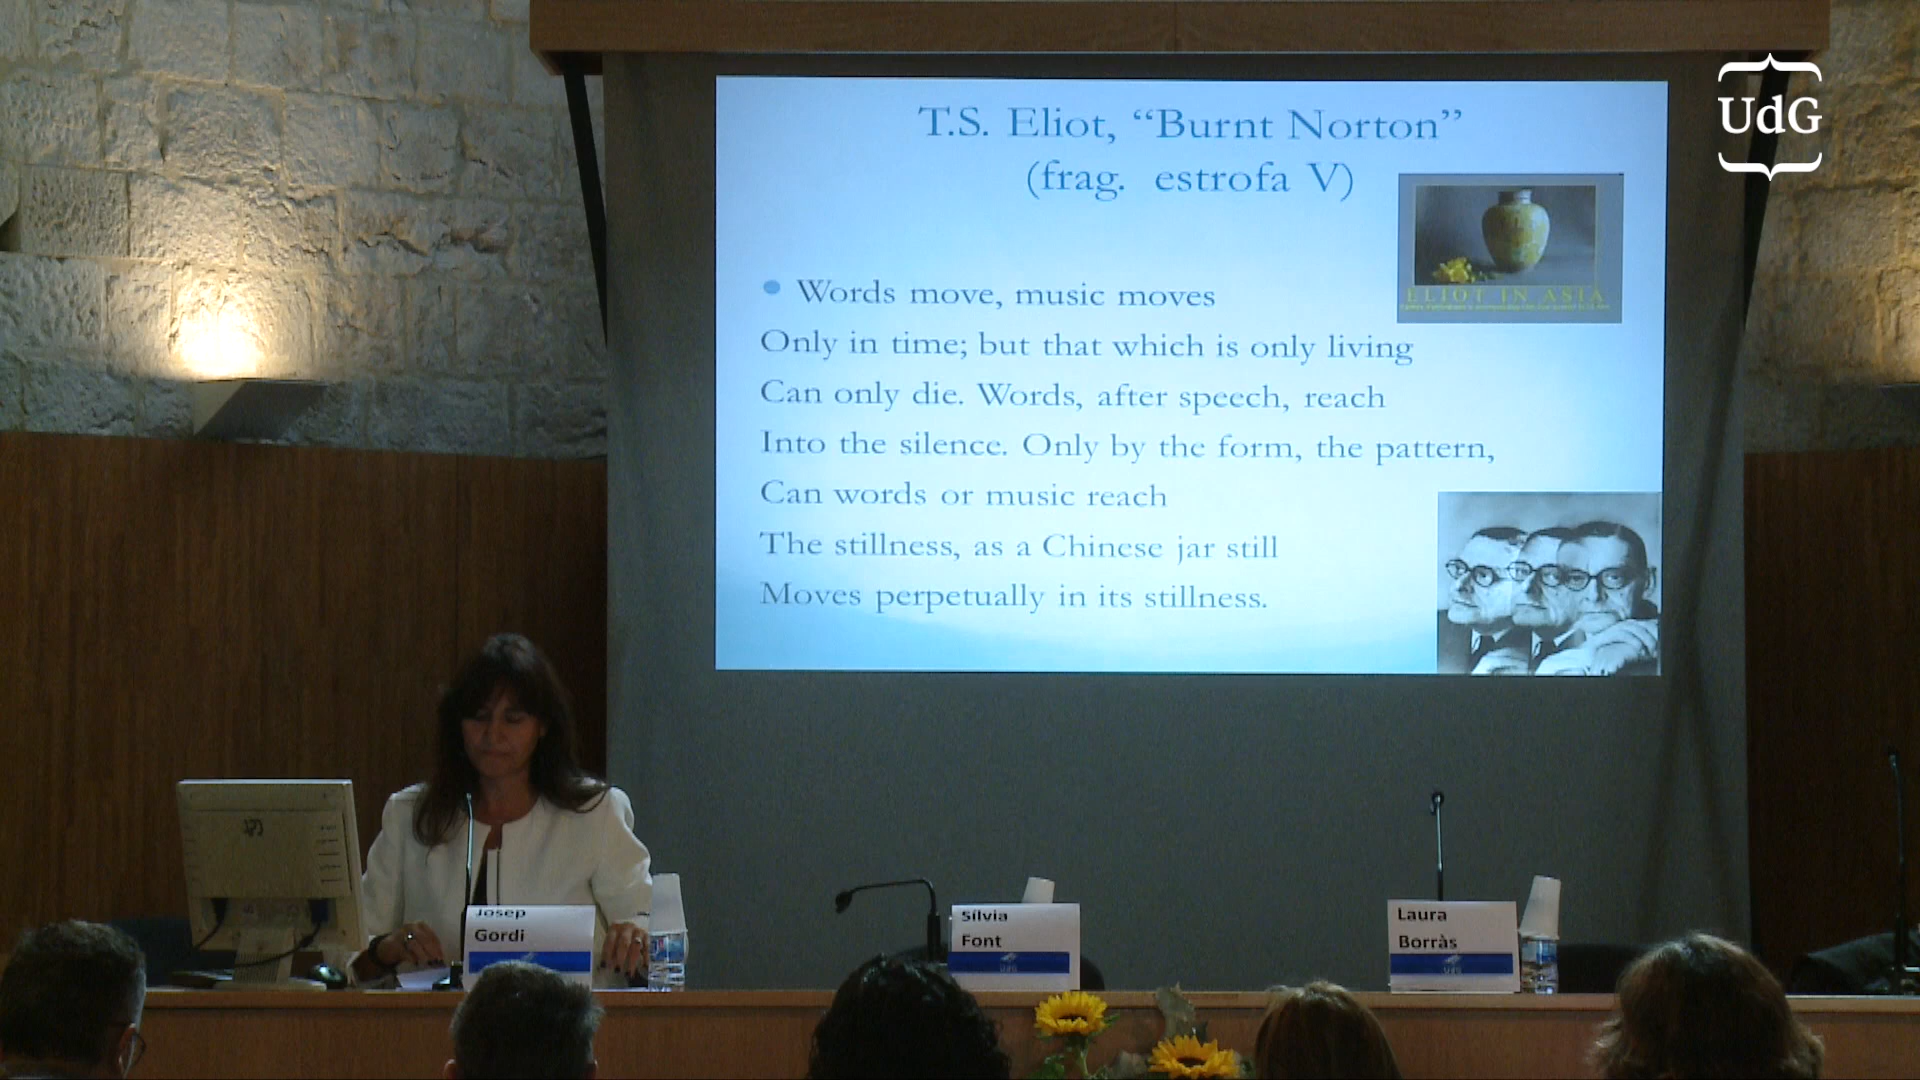 UdG
T.S. Eliot, “Burnt Norton”
(frag. estrofa V)
ELIOT IN ASIA
• Words move, music moves
Only in time; but that which is only living
Can only die. Words, after speech, reach
Into the silence. Only by the form, the pattern,
Can words or music reach
The stillness, as a Chinese jar still
Moves perpetually in its stillness.
Josep
Gordi
Sílvia
Font
UdG
Laura
Borràs
UdG